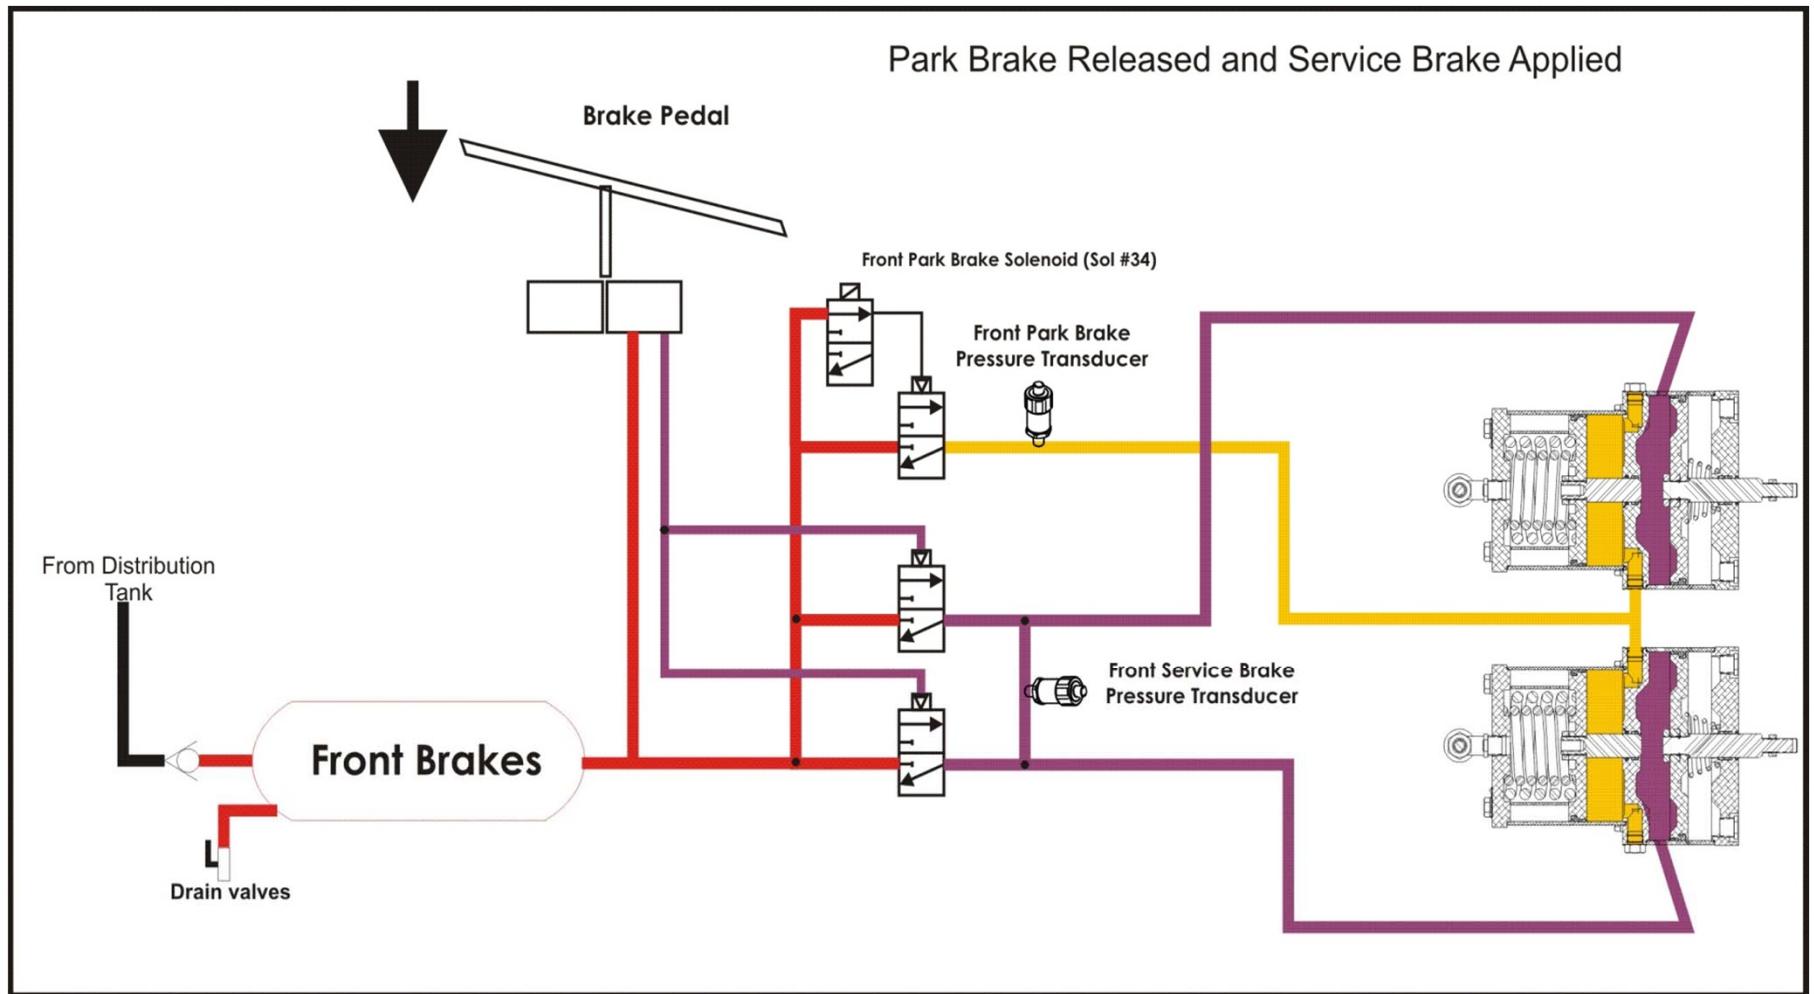 Park Brake Released and Service Brake Applied
Brake Pedal
Front Park Brake Solenoid (Sol #34)
Front Park Brake
Pressure Transducer
From Distribution
Tank
Front Service Brake
Pressure Transducer
Front Brakes
Drain valves